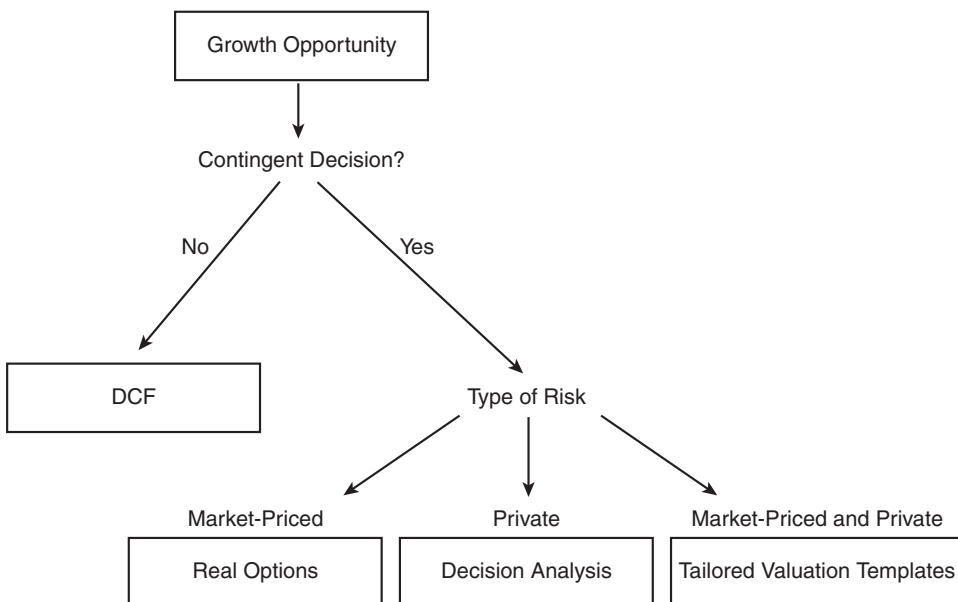 Growth Opportunity
Contingent Decision?
No
Yes
DCF
Type of Risk
Market-Priced
Private
Market-Priced and Private
Real Options
Decision Analysis
Tailored Valuation Templates